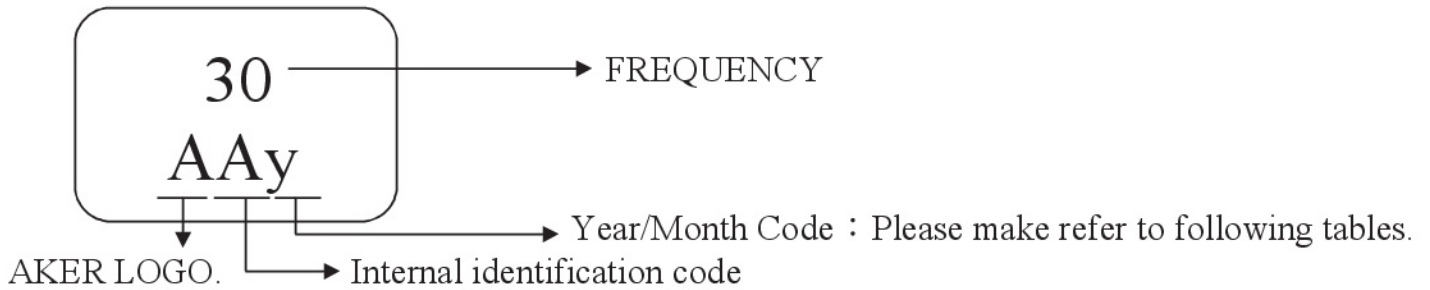 30 FREQUENCY
AAy
Year/Month Code：Please make refer to following tables.
AKER LOGO. Internal identification code